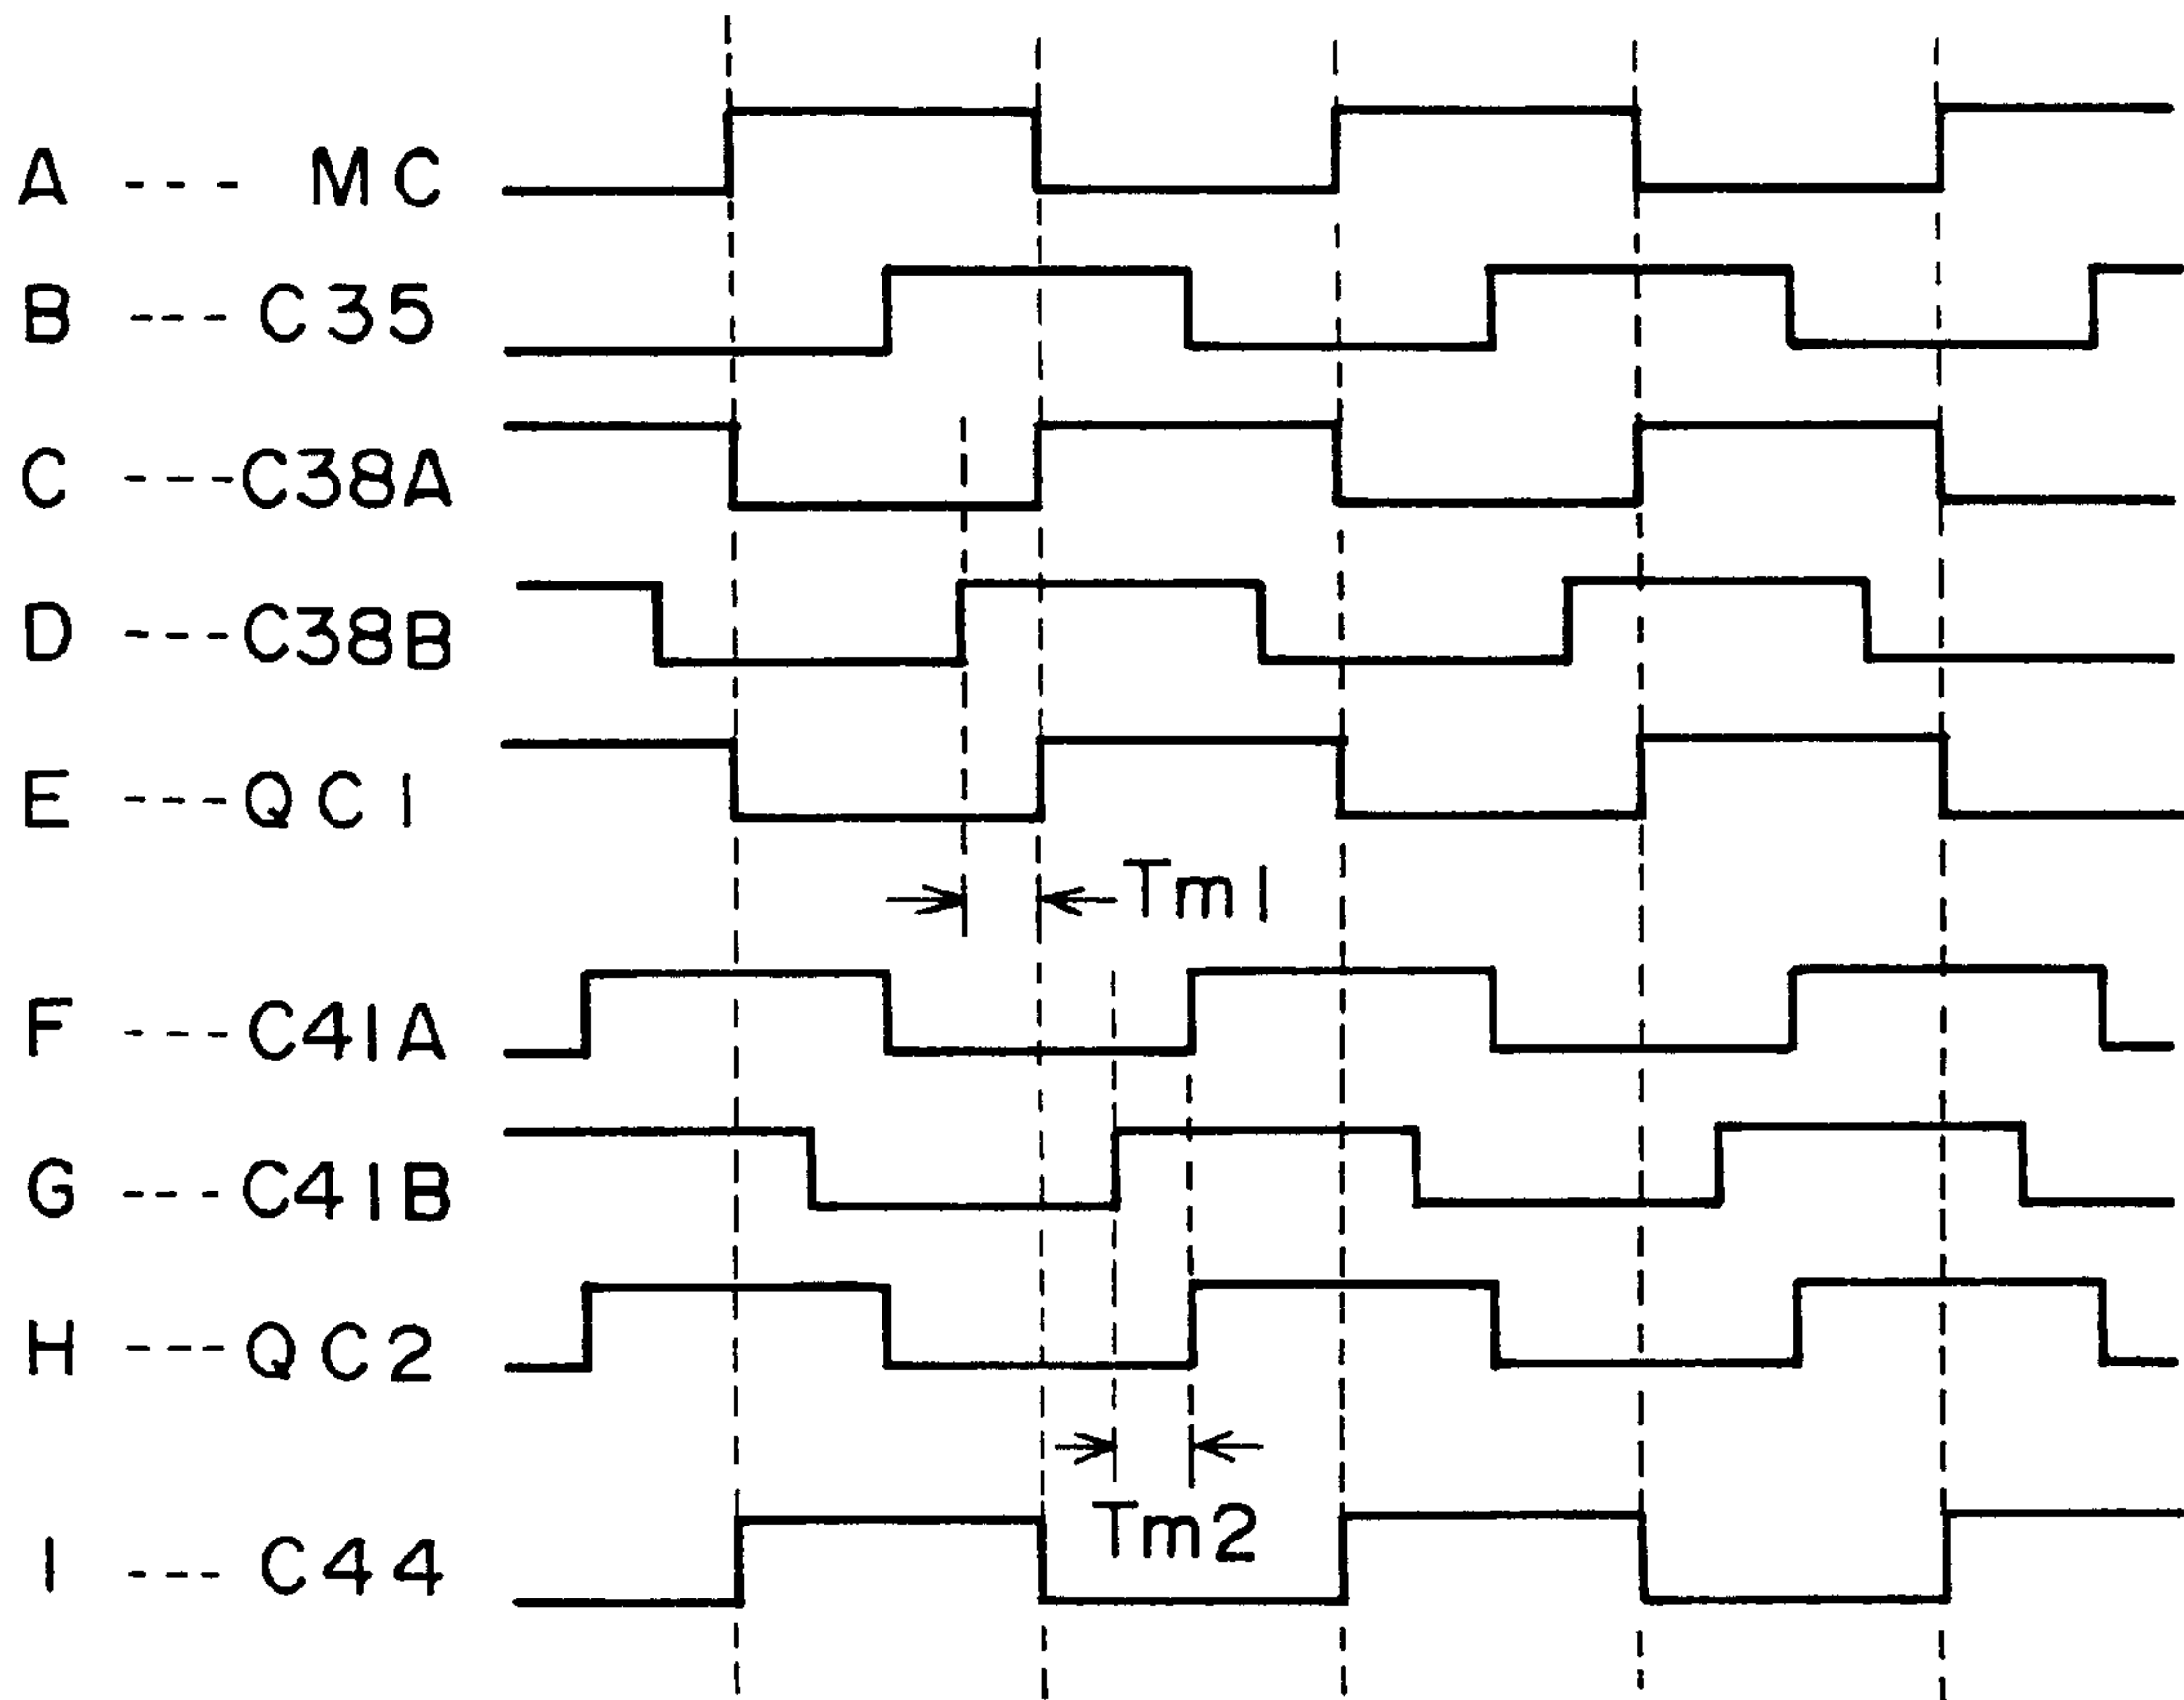 A --- MC
B --- C35
C ---C38A
D ---C38B
E ---QC1
Tm1
F ---C41A
G ---C41B
H ---QC2
Tm2
I --- C44